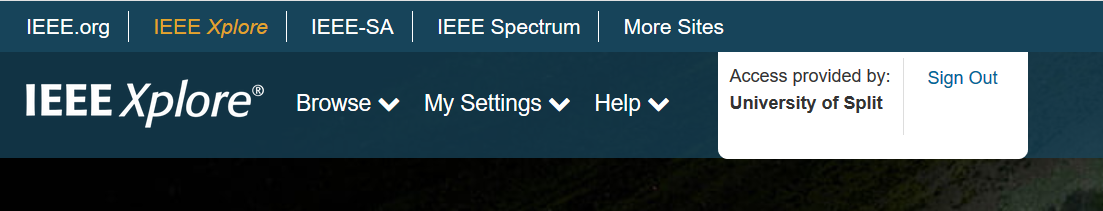 IEEE.org IEEE Xplore IEEE-SA IEEE Spectrum More Sites
IEEE Xplore® Browse My Settings Help
Access provided by: Sign Out
University of Split